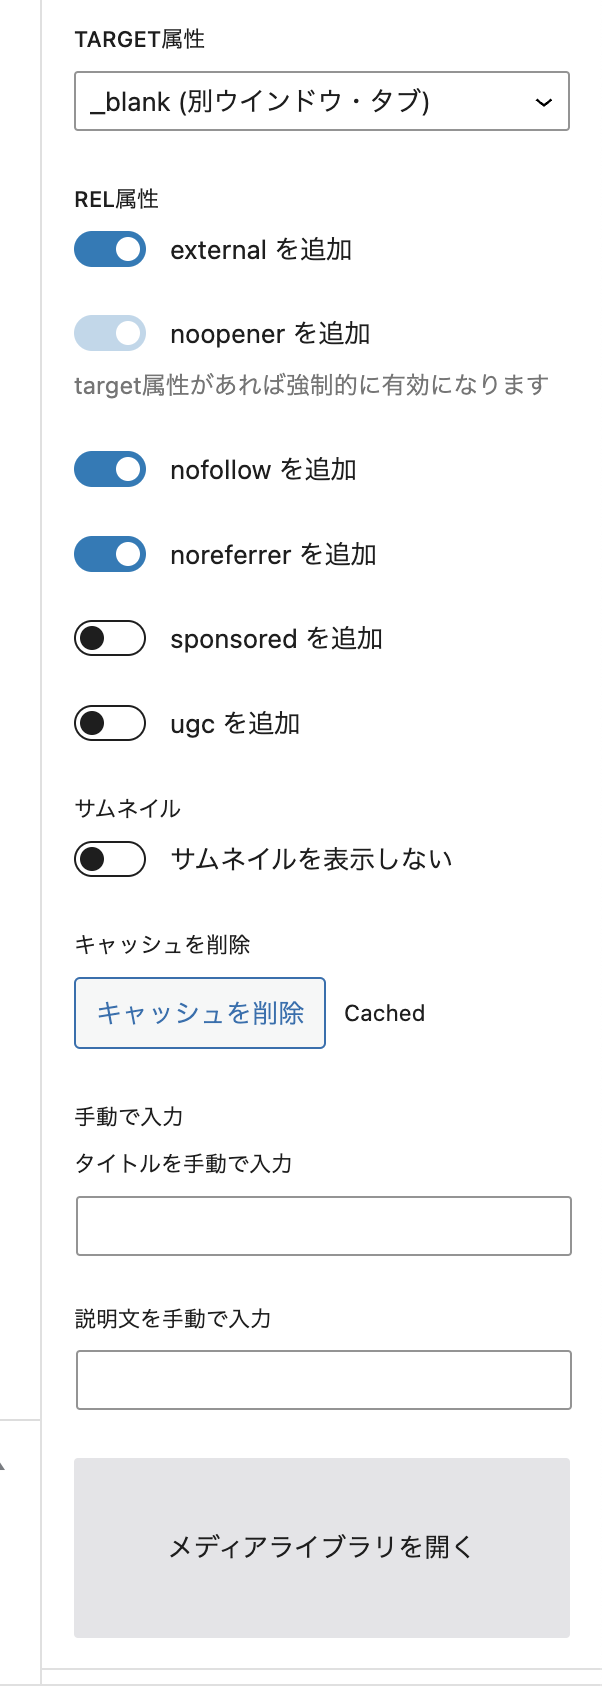 TARGET属性
_blank (別ウインドウ・タブ)
REL属性
external を追加
noopener を追加
target属性があれば強制的に有効になります
nofollow を追加
noreferrer を追加
sponsored を追加
ugc を追加
サムネイル
サムネイルを表示しない
キャッシュを削除
キャッシュを削除 Cached
手動で入力
タイトルを手動で入力
説明文を手動で入力
メディアライブラリを開く